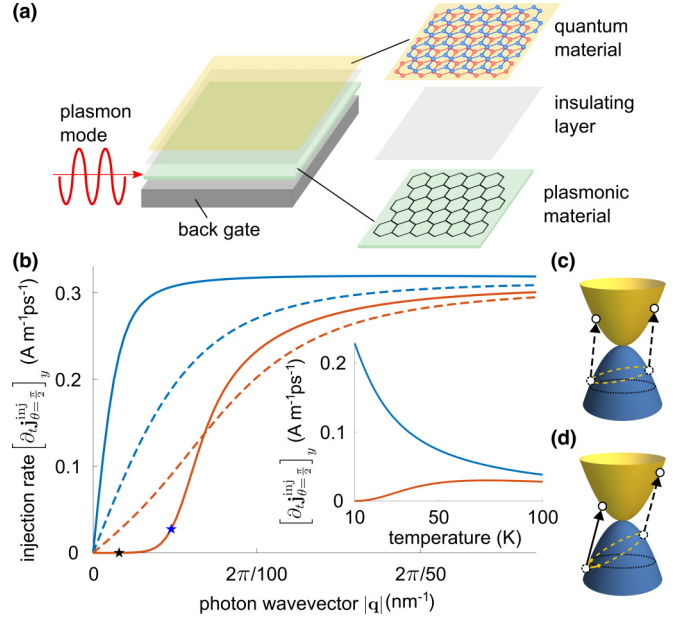 (a)
quantum
material
plasmon
mode
insulating
layer
plasmonic
material
back gate
(b)
(c)
injection rate [∂ₜj^inj_θ=π/2]_y (A m⁻¹ps⁻¹)
0.3
0.2
0.1
0
0
2π/100
2π/50
photon wavevector |q|(nm⁻¹)
[∂ₜj^inj_θ=π/2]_y (A m⁻¹ps⁻¹)
0.2
0.1
0
10
50
100
temperature (K)
(d)